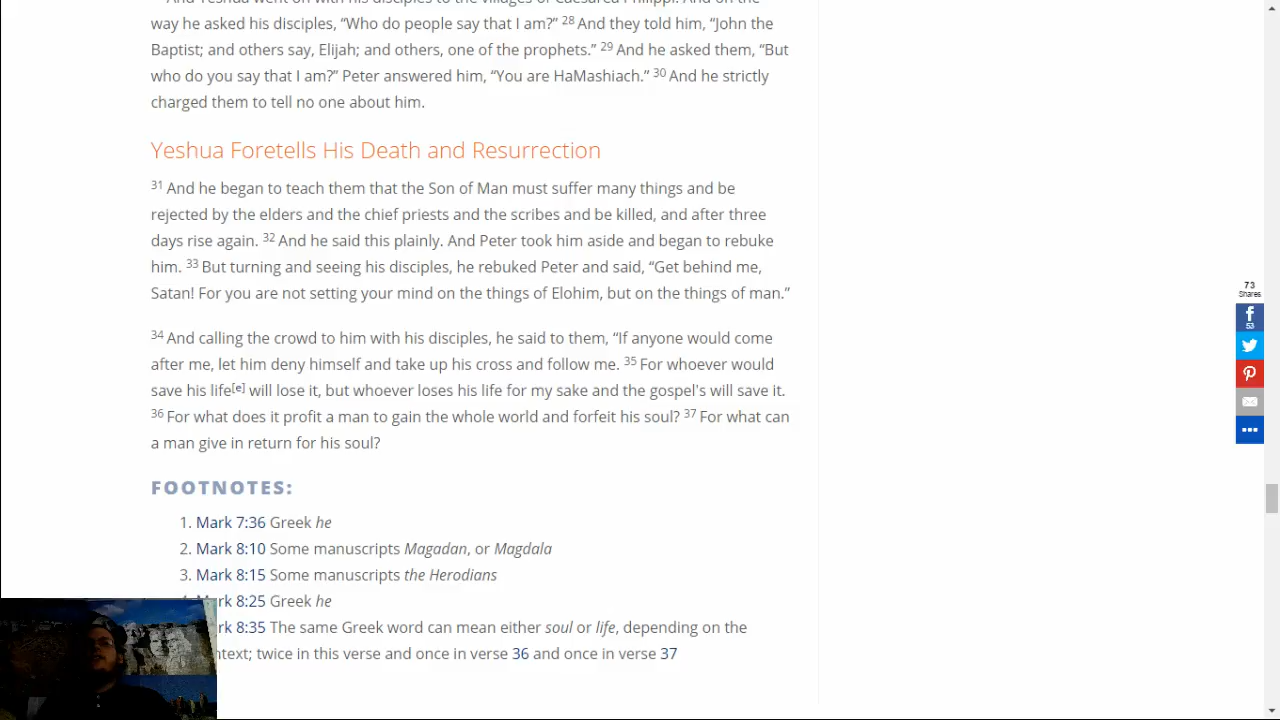 way he asked his disciples, “Who do people say that I am?” 28 And they told him, “John the
Baptist; and others say, Elijah; and others, one of the prophets.” 29 And he asked them, “But
who do you say that I am?” Peter answered him, “You are HaMashiach.” 30 And he strictly
charged them to tell no one about him.
Yeshua Foretells His Death and Resurrection
31 And he began to teach them that the Son of Man must suffer many things and be
rejected by the elders and the chief priests and the scribes and be killed, and after three
days rise again. 32 And he said this plainly. And Peter took him aside and began to rebuke
him. 33 But turning and seeing his disciples, he rebuked Peter and said, “Get behind me,
Satan! For you are not setting your mind on the things of Elohim, but on the things of man.”
34 And calling the crowd to him with his disciples, he said to them, “If anyone would come
after me, let him deny himself and take up his cross and follow me. 35 For whoever would
save his life[e] will lose it, but whoever loses his life for my sake and the gospel's will save it.
36 For what does it profit a man to gain the whole world and forfeit his soul? 37 For what can
a man give in return for his soul?
FOOTNOTES:
1. Mark 7:36 Greek he
2. Mark 8:10 Some manuscripts Magadan, or Magdala
3. Mark 8:15 Some manuscripts the Herodians
rk 8:25 Greek he
rk 8:35 The same Greek word can mean either soul or life, depending on the
ntext; twice in this verse and once in verse 36 and once in verse 37
73
Shares
53